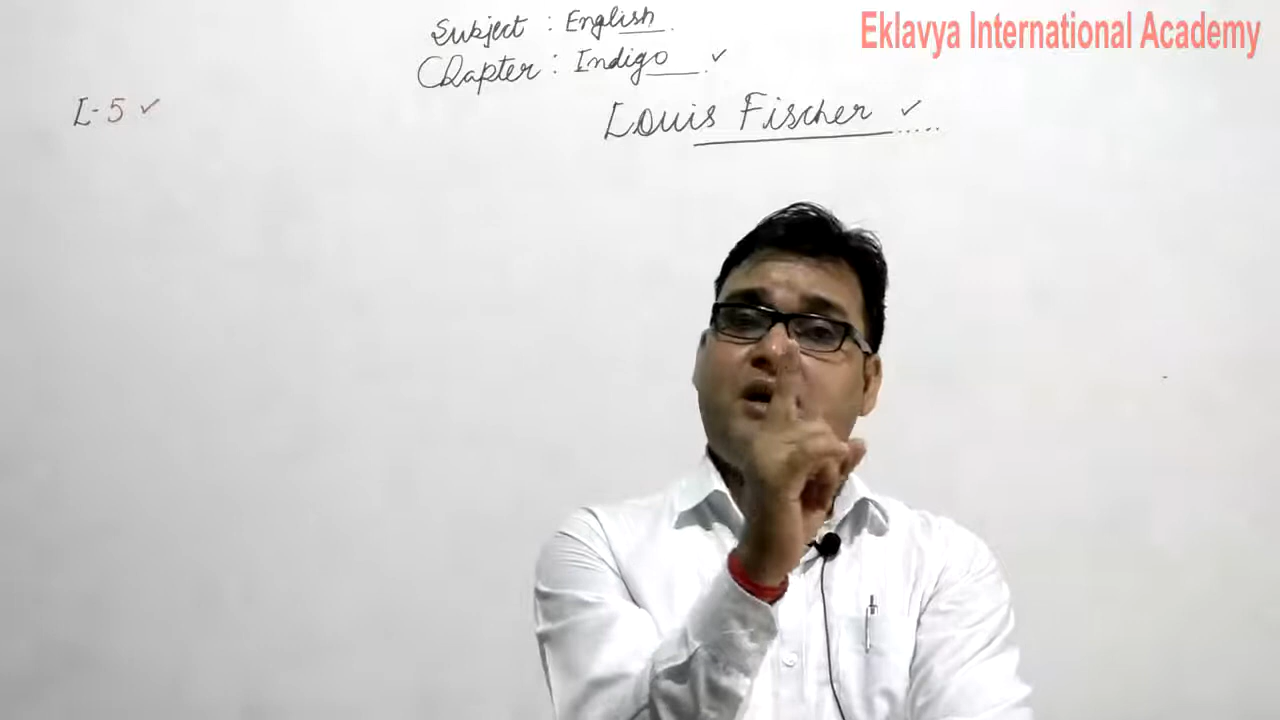 Subject : English.
Eklavya International Academy
Chapter : Indigo.
L-5
Louis Fischer.....